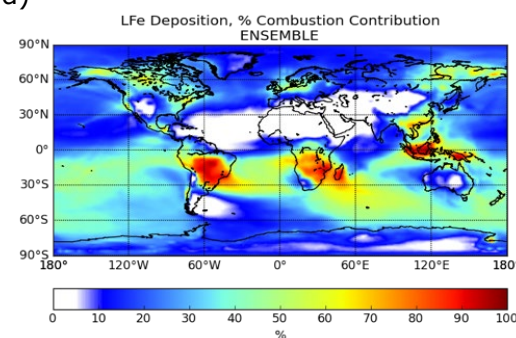 d)
LFe Deposition, % Combustion Contribution
ENSEMBLE
90°N
60°N
30°N
0°
30°S
60°S
90°S
180° 120°W 60°W 0° 60°E 120°E 180°
0 10 20 30 40 50 60 70 80 90 100
%